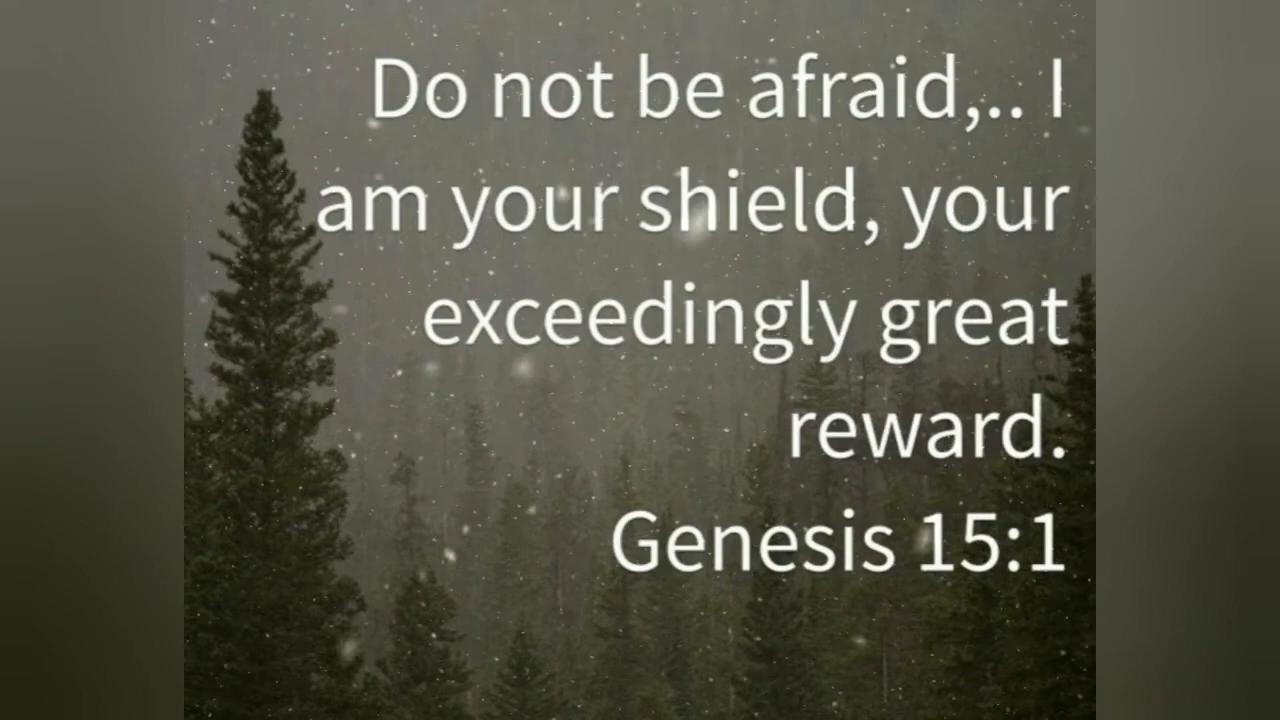 Do not be afraid,.. I
am your shield, your
exceedingly great
reward.
Genesis 15:1